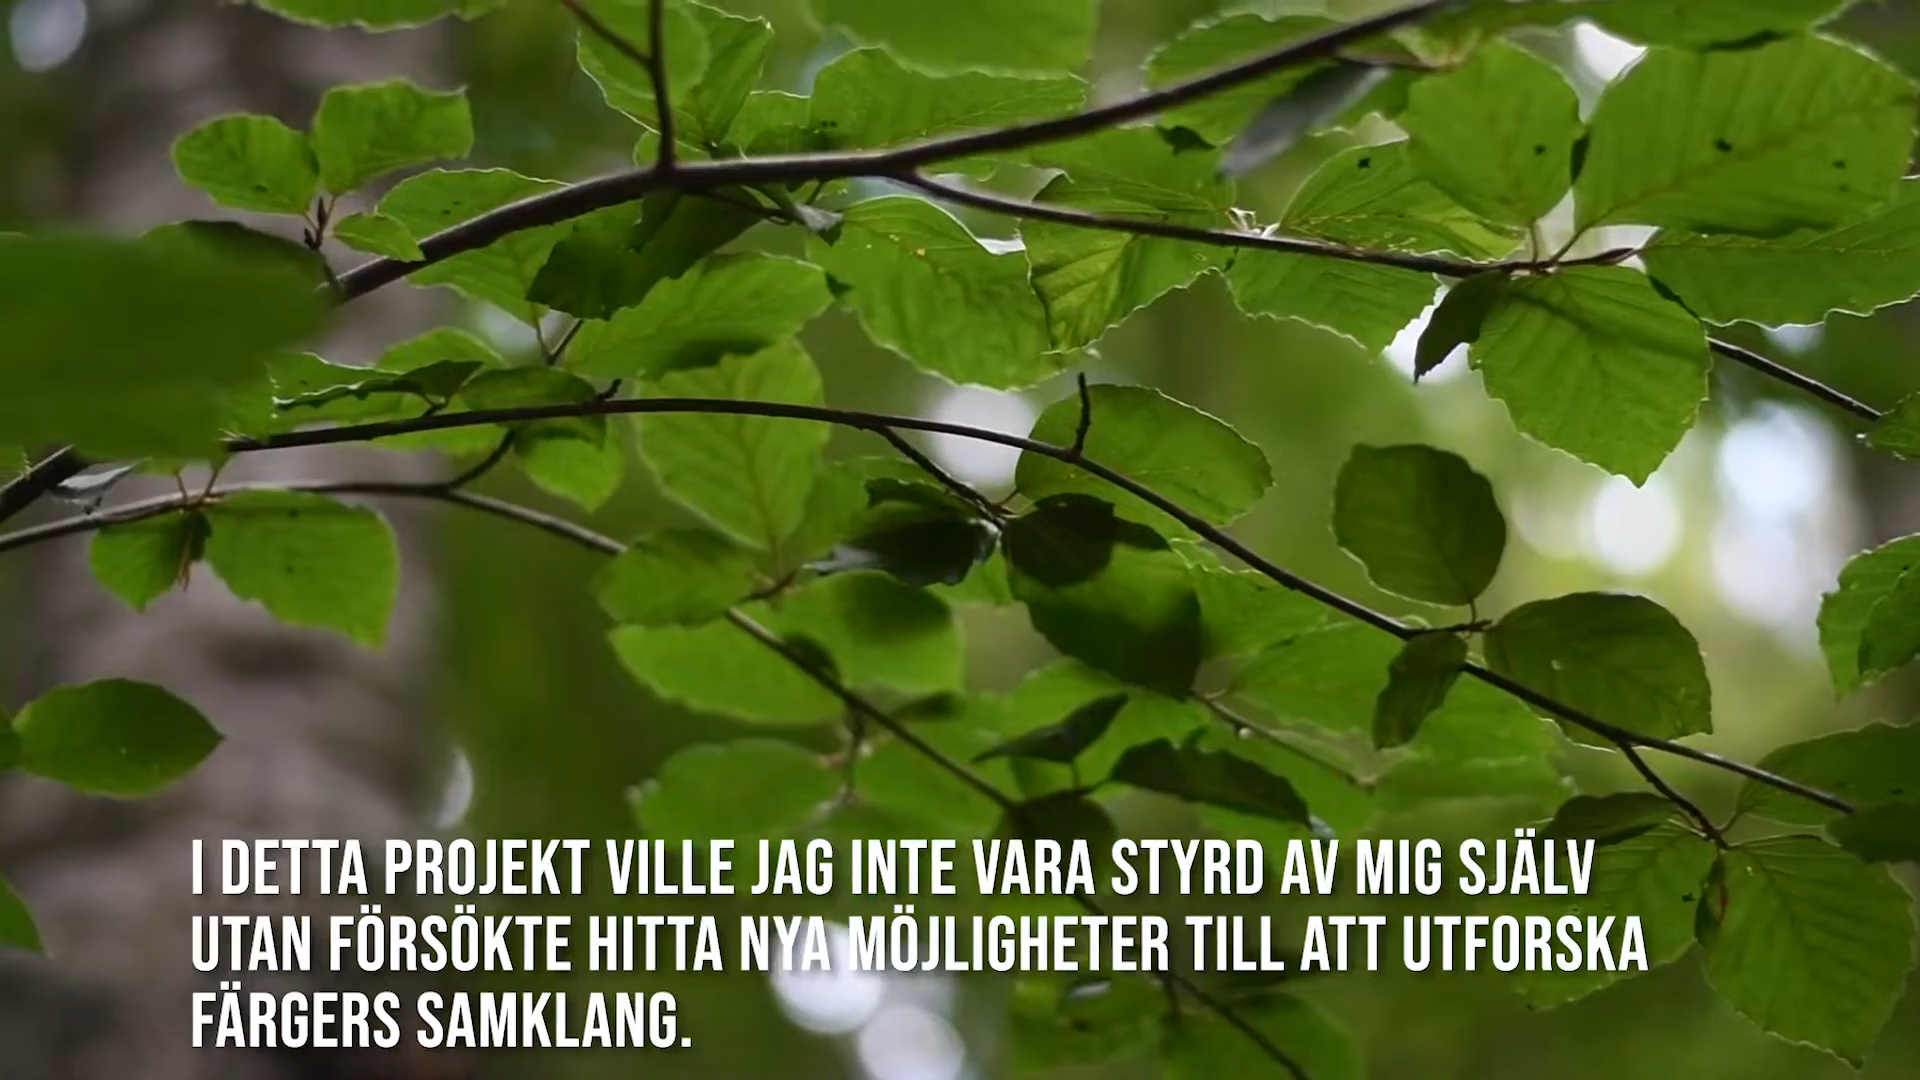 I DETTA PROJEKT VILLE JAG INTE VARA STYRD AV MIG SJÄLV
UTAN FÖRSÖKTE HITTA NYA MÖJLIGHETER TILL ATT UTFORSKA
FÄRGERS SAMKLANG.